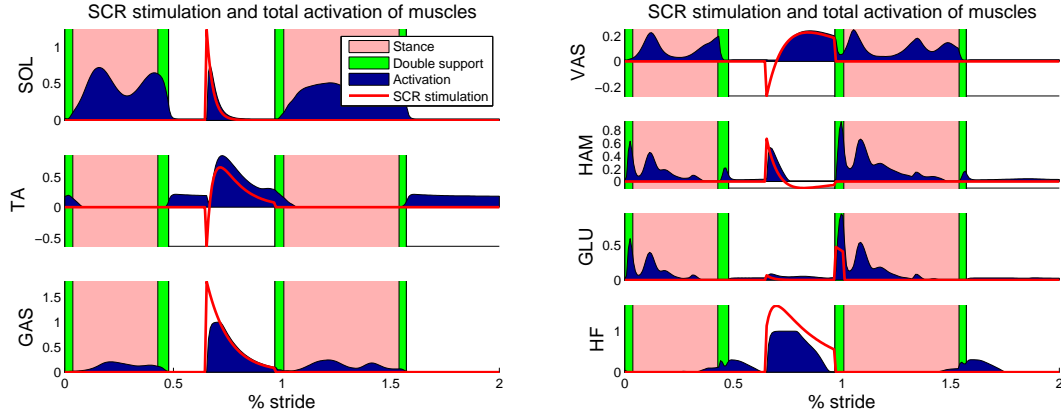 SCR stimulation and total activation of muscles
SOL
1
0.5
0
Stance
Double support
Activation
SCR stimulation
TA
0.5
0
−0.5
GAS
1.5
1
0.5
0
0 0.5 1 1.5 2
% stride
SCR stimulation and total activation of muscles
VAS
0.2
0
−0.2
HAM
0.8
0.6
0.4
0.2
0
GLU
0.5
0
HF
1
0
0 0.5 1 1.5 2
% stride